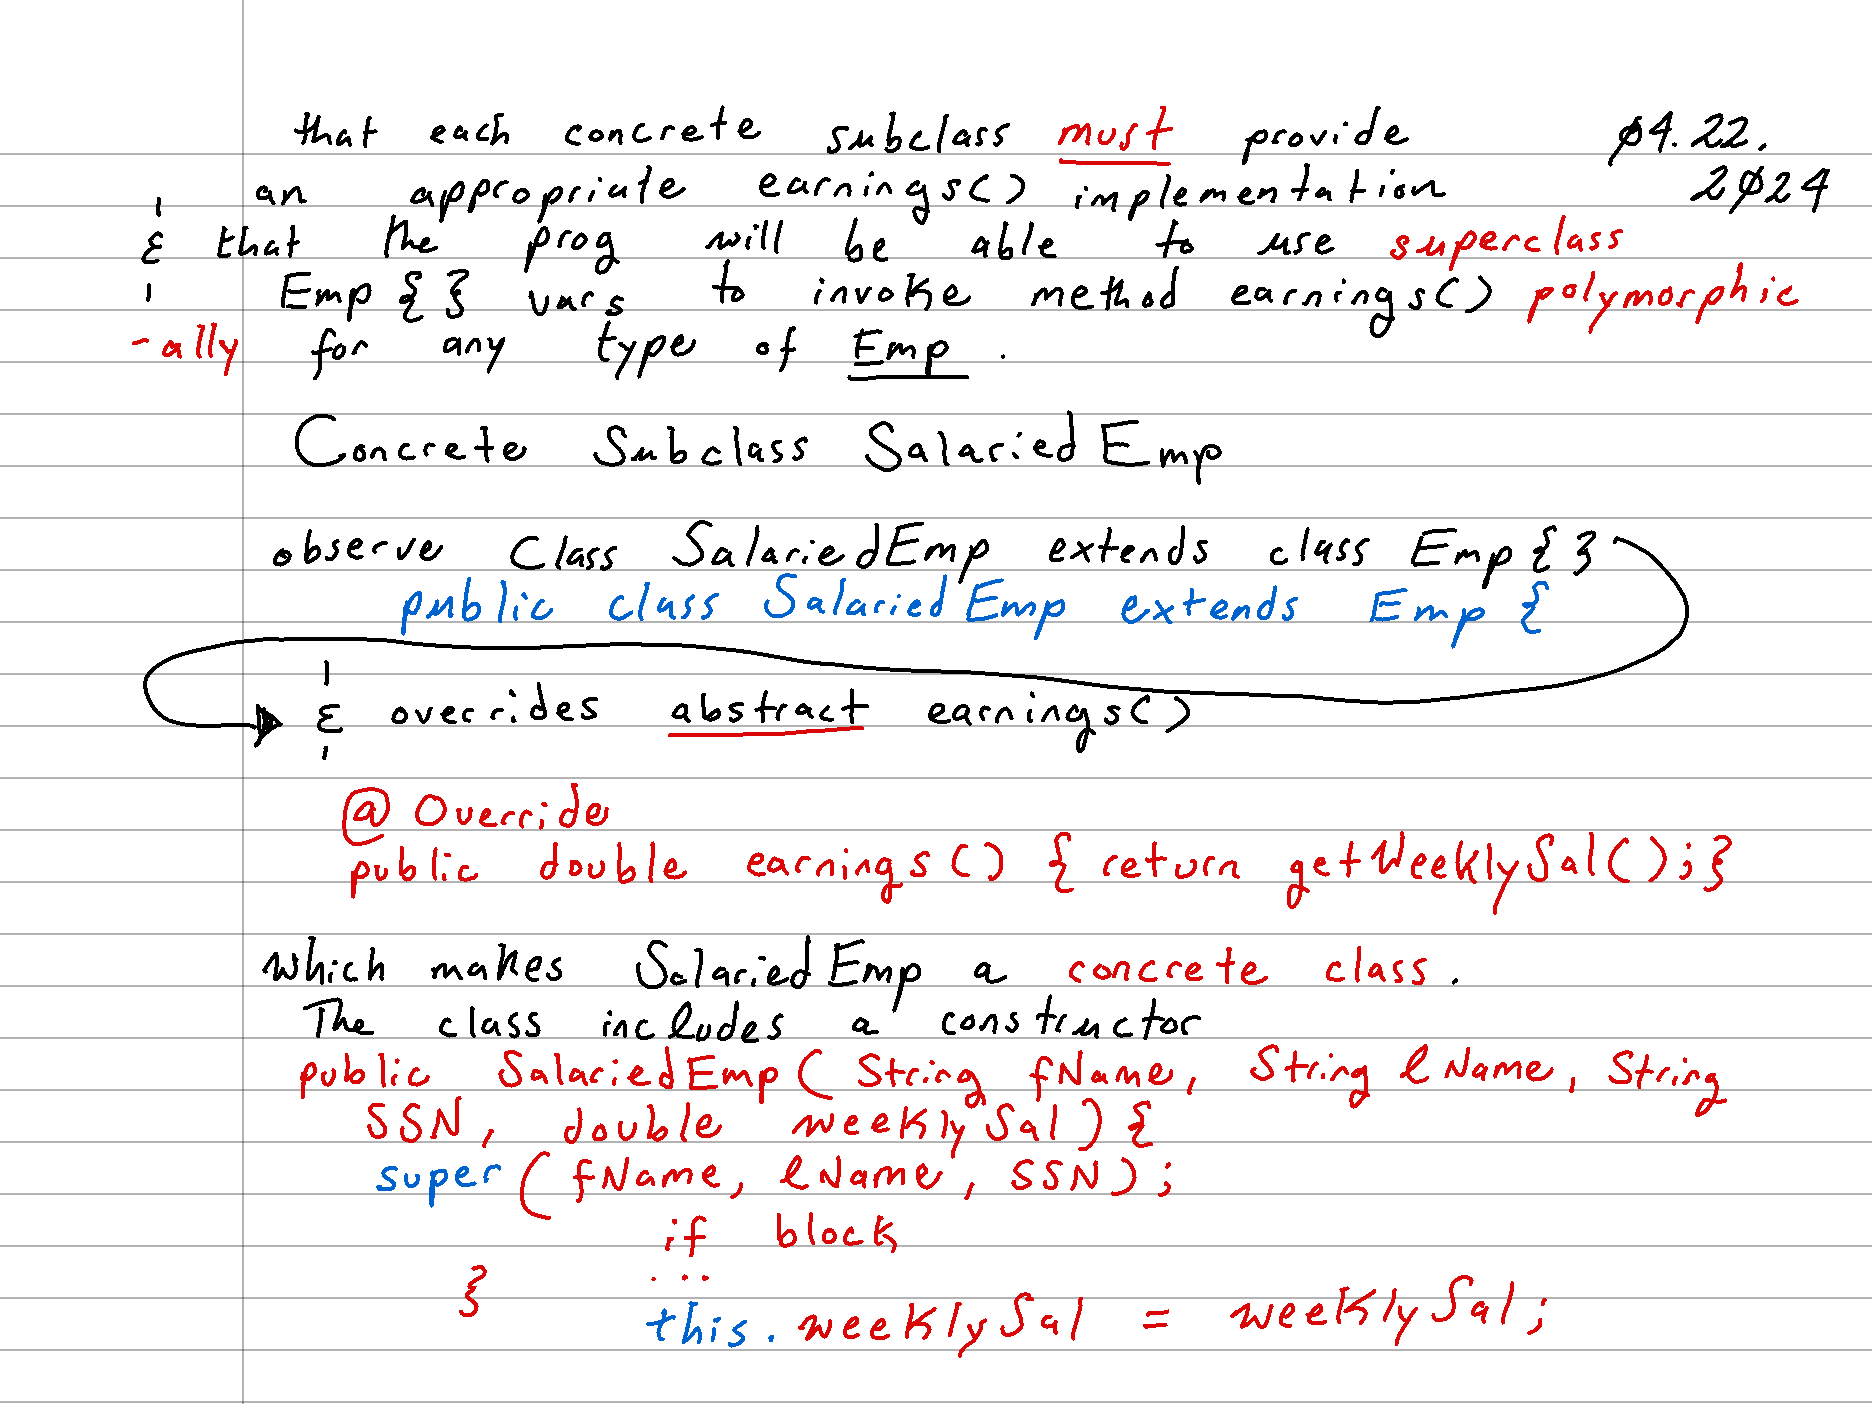 that each concrete subclass must provide ø4.22.
an appropriate earnings() implementation 2ø24
& that the prog will be able to use superclass
Emp {} vars to invoke method earnings() polymorphic
-ally for any type of Emp.
Concrete Subclass SalariedEmp
observe Class SalariedEmp extends class Emp{}
public class SalariedEmp extends Emp {
& overrides abstract earnings()
@Override
public double earnings() { return getWeeklySal();}
which makes SalariedEmp a concrete class.
The class includes a constructor
public SalariedEmp( String fName, String lName, String
SSN, double weeklySal) {
super( fName, lName, SSN);
if block
} ...
this.weeklySal = weeklySal;